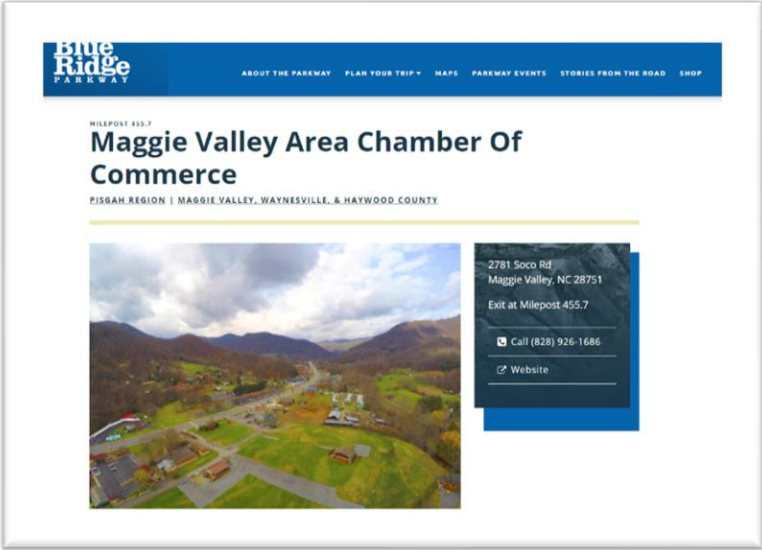 Blue
Ridge
PARKWAY
ABOUT THE PARKWAY PLAN YOUR TRIP MAPS PARKWAY EVENTS STORIES FROM THE ROAD SHOP
MILEPOST 455.7
Maggie Valley Area Chamber Of
Commerce
PISGAH REGION | MAGGIE VALLEY, WAYNESVILLE, & HAYWOOD COUNTY
2781 Soco Rd
Maggie Valley, NC 28751
Exit at Milepost 455.7
Call (828) 926-1686
Website